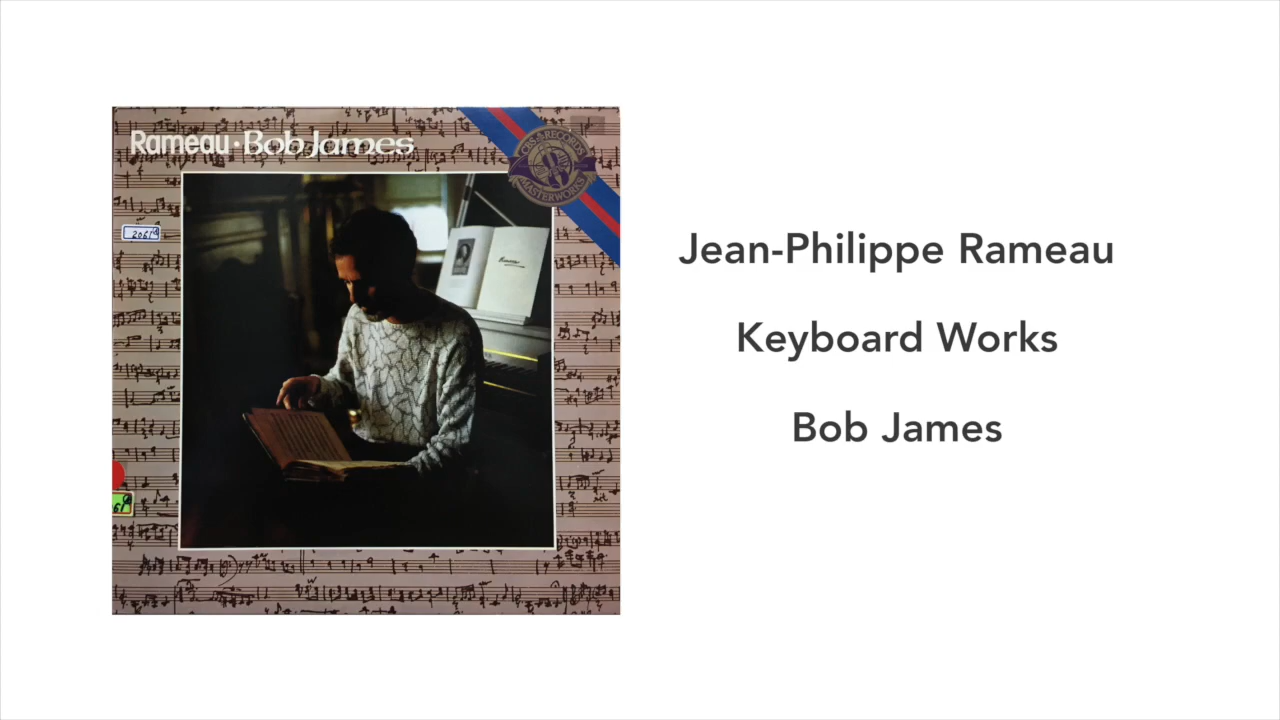 Rameau · Bob James
CBS RECORDS
MASTERWORKS
Jean-Philippe Rameau
Keyboard Works
Bob James